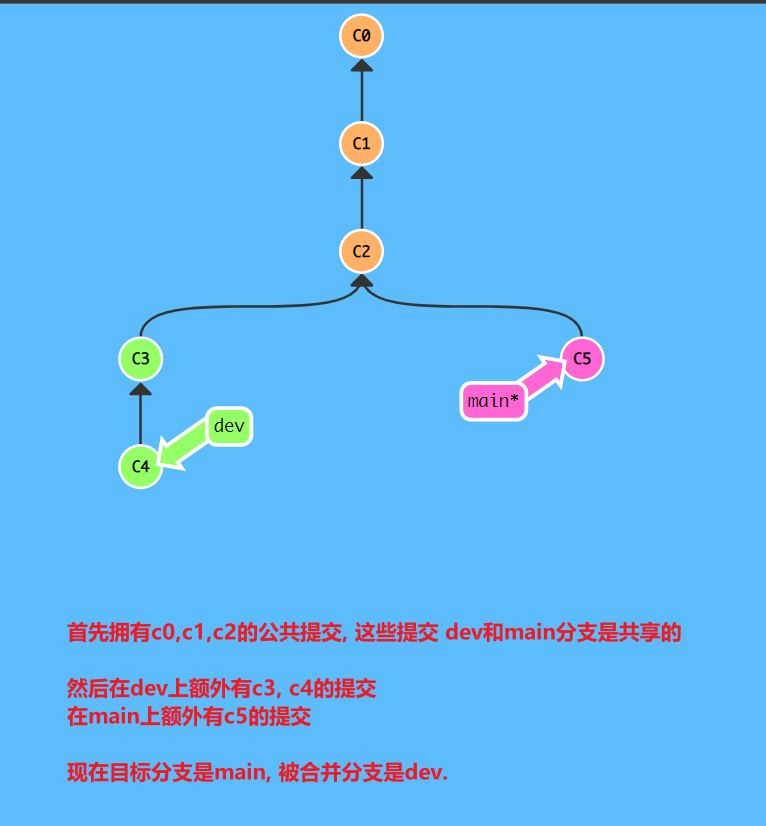 C0
C1
C2
C3
C5
main*
dev
C4
首先拥有c0,c1,c2的公共提交, 这些提交 dev和main分支是共享的
然后在dev上额外有c3, c4的提交
在main上额外有c5的提交
现在目标分支是main, 被合并分支是dev.